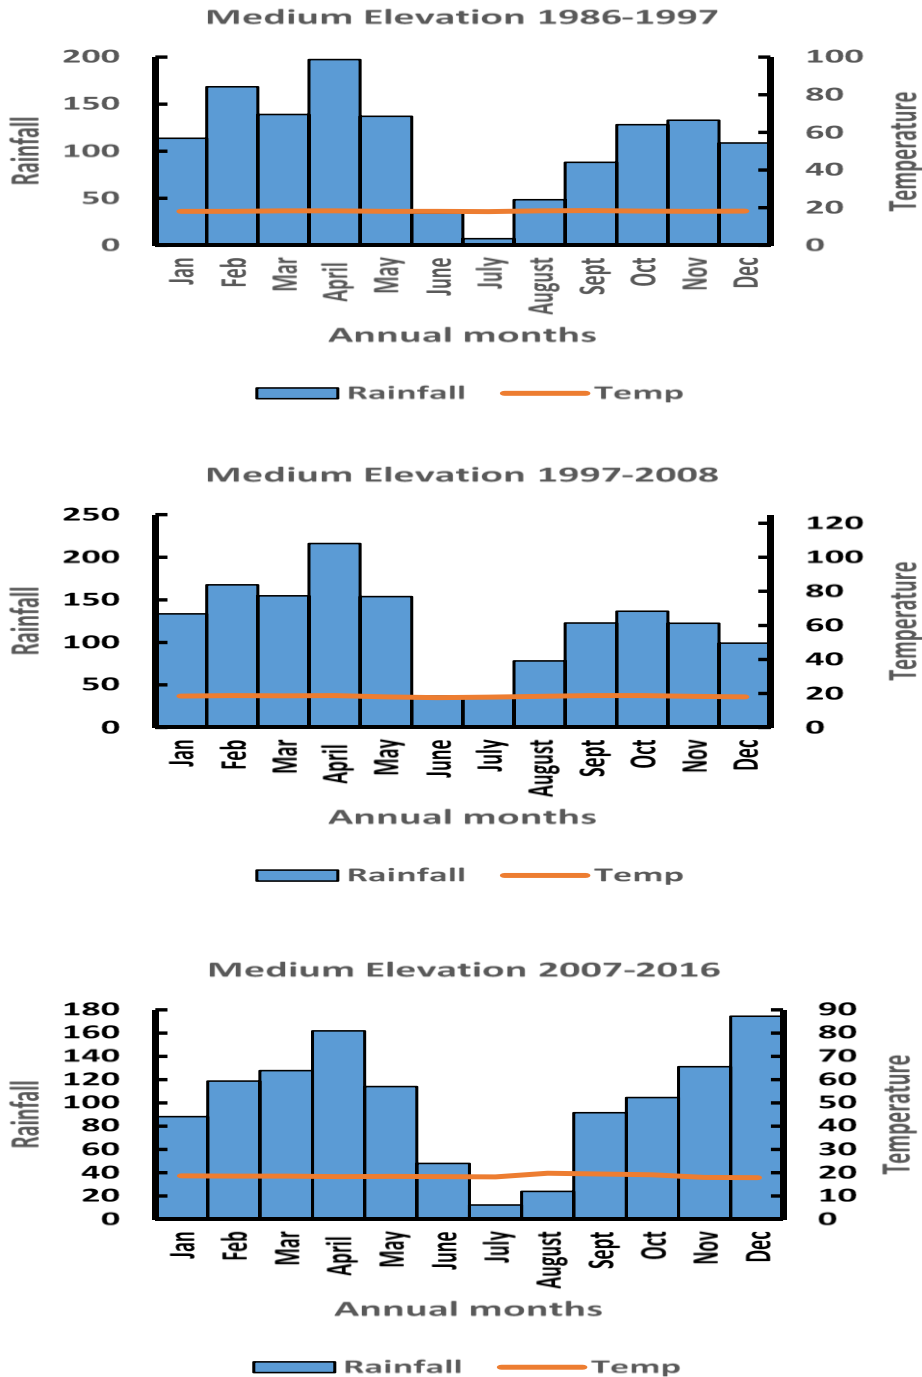 Medium Elevation 1986-1997
200
150
100
50
0
Rainfall
100
80
60
40
20
0
Temperature
Jan Feb Mar April May June July August Sept Oct Nov Dec
Annual months
Rainfall Temp
Medium Elevation 1997-2008
250
200
150
100
50
0
Rainfall
120
100
80
60
40
20
0
Temperature
Jan Feb Mar April May June July August Sept Oct Nov Dec
Annual months
Rainfall Temp
Medium Elevation 2007-2016
180
160
140
120
100
80
60
40
20
0
Rainfall
90
80
70
60
50
40
30
20
10
0
Temperature
Jan Feb Mar April May June July August Sept Oct Nov Dec
Annual months
Rainfall Temp